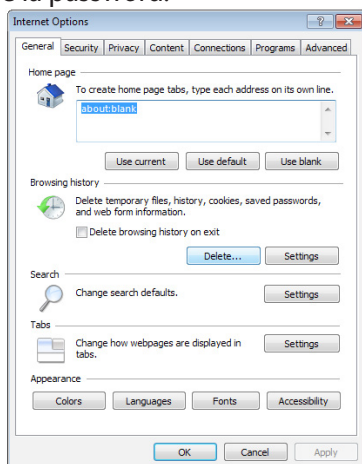 password.
Internet Options
General Security Privacy Content Connections Programs Advanced
Home page
To create home page tabs, type each address on its own line.
about:blank
Use current Use default Use blank
Browsing history
Delete temporary files, history, cookies, saved passwords,
and web form information.
Delete browsing history on exit
Delete... Settings
Search
Change search defaults. Settings
Tabs
Change how webpages are displayed in
tabs.
Settings
Appearance
Colors Languages Fonts Accessibility
OK Cancel Apply